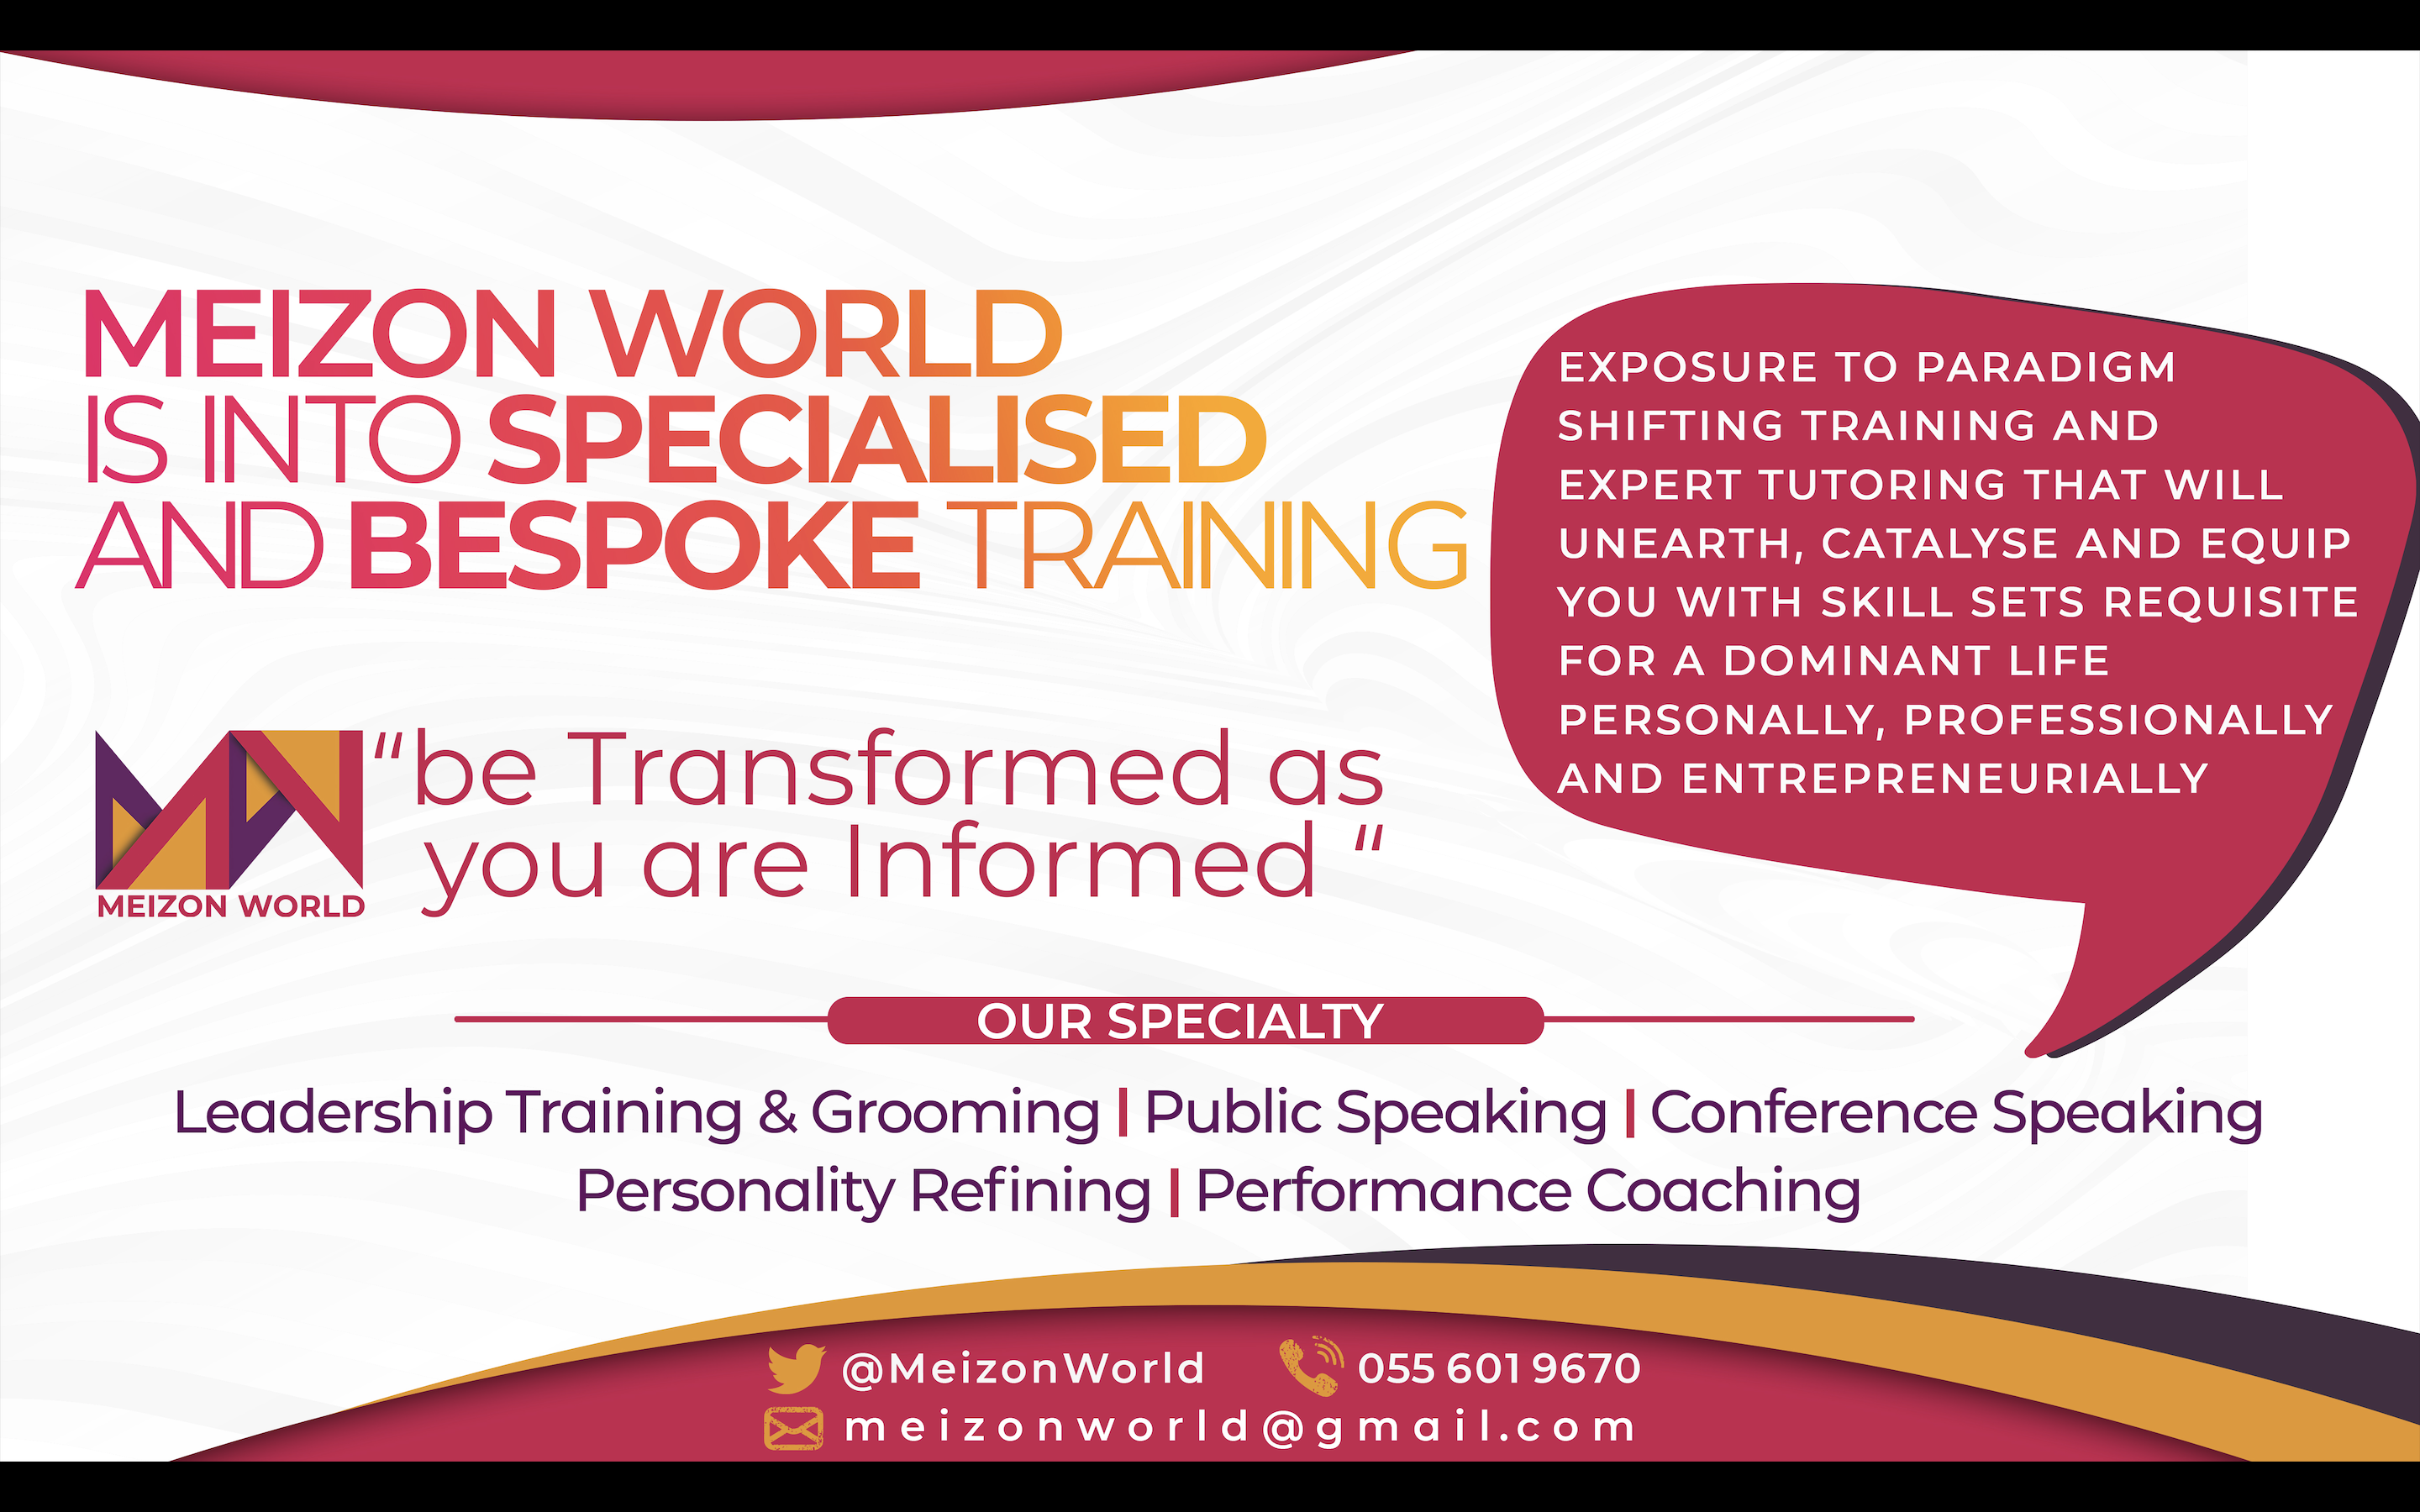 MEIZON WORLD
IS INTO SPECIALISED
AND BESPOKE TRAINING
EXPOSURE TO PARADIGM
SHIFTING TRAINING AND
EXPERT TUTORING THAT WILL
UNEARTH, CATALYSE AND EQUIP
YOU WITH SKILL SETS REQUISITE
FOR A DOMINANT LIFE
PERSONALLY, PROFESSIONALLY
AND ENTREPRENEURIALLY
MEIZON WORLD
“be Transformed as
you are Informed “
OUR SPECIALTY
Leadership Training & Grooming | Public Speaking | Conference Speaking
Personality Refining | Performance Coaching
@MeizonWorld 055 601 9670
meizonworld@gmail.com